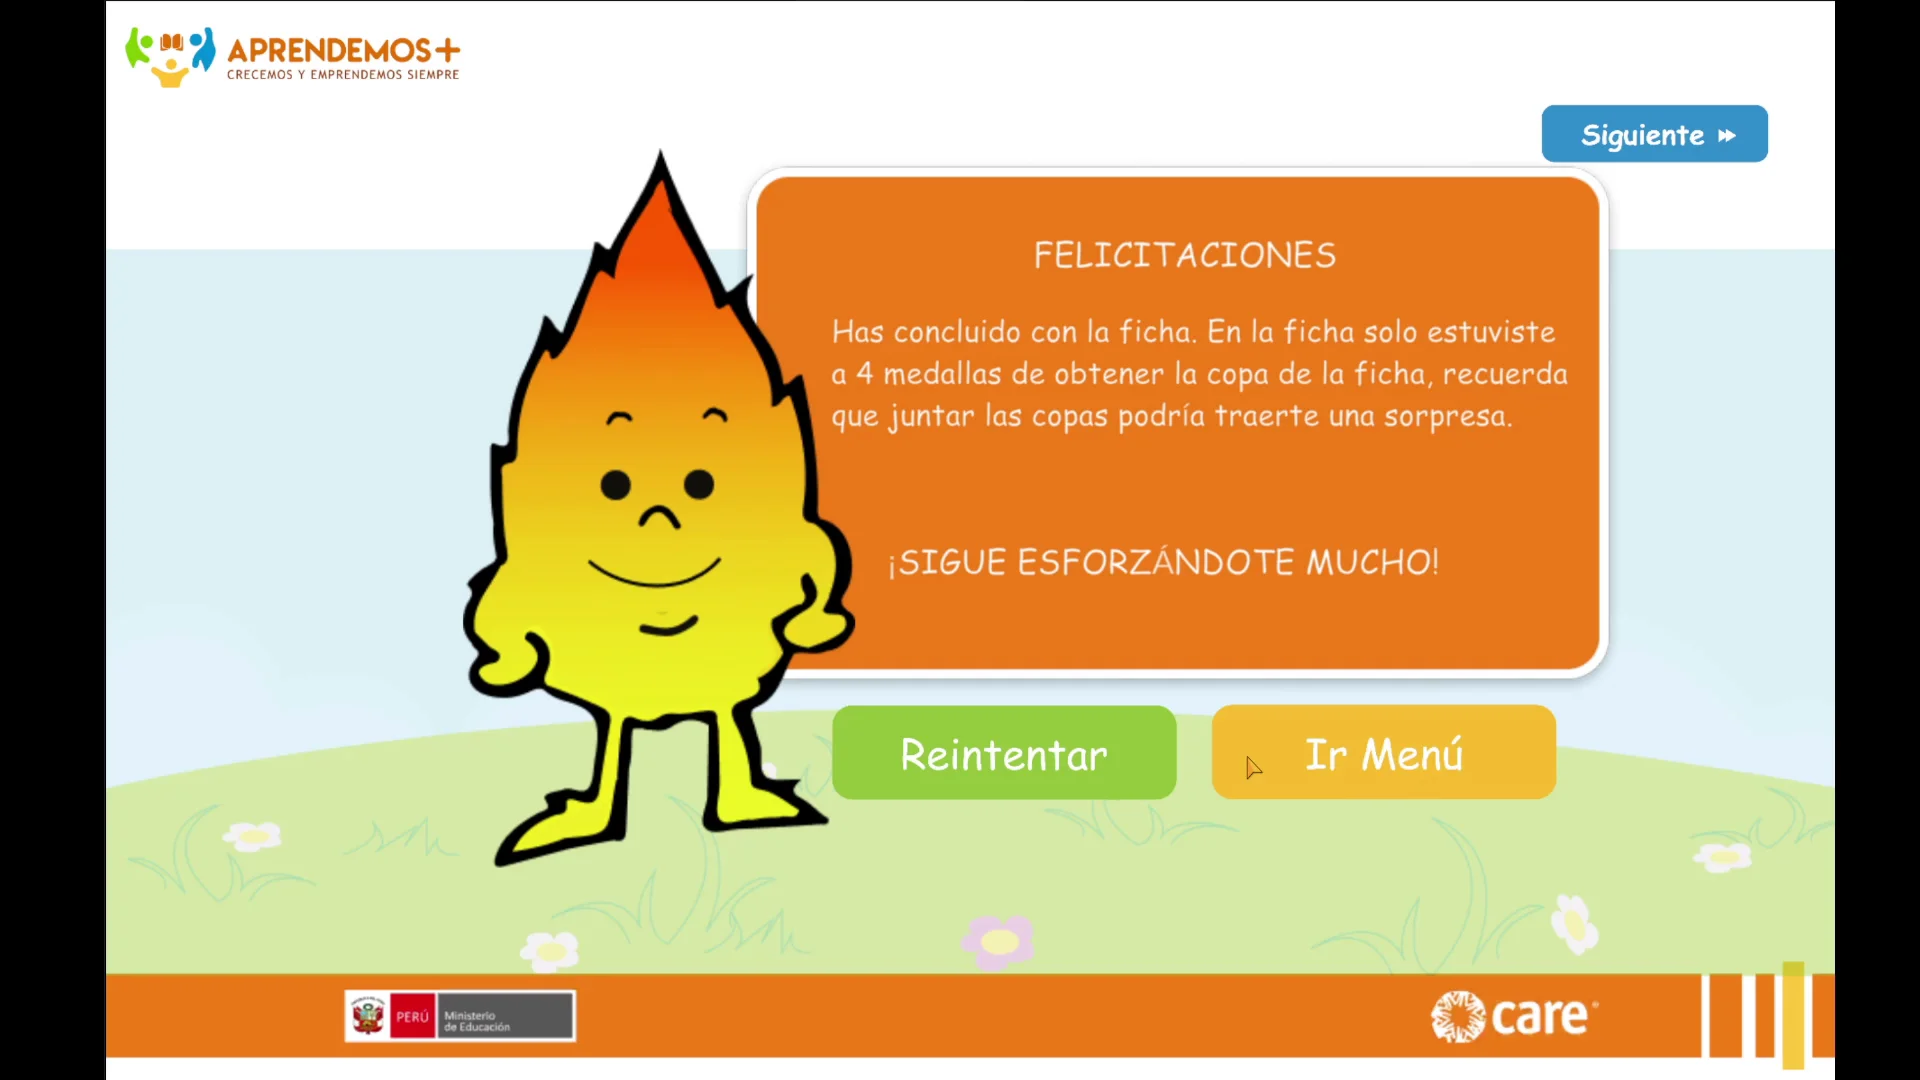 APRENDEMOS+
CRECEMOS Y EMPRENDEMOS SIEMPRE
Siguiente
FELICITACIONES
Has concluido con la ficha. En la ficha solo estuviste
a 4 medallas de obtener la copa de la ficha, recuerda
que juntar las copas podría traerte una sorpresa.
¡SIGUE ESFORZÁNDOTE MUCHO!
Reintentar
Ir Menú
PERÚ
Ministerio
de Educación
care®